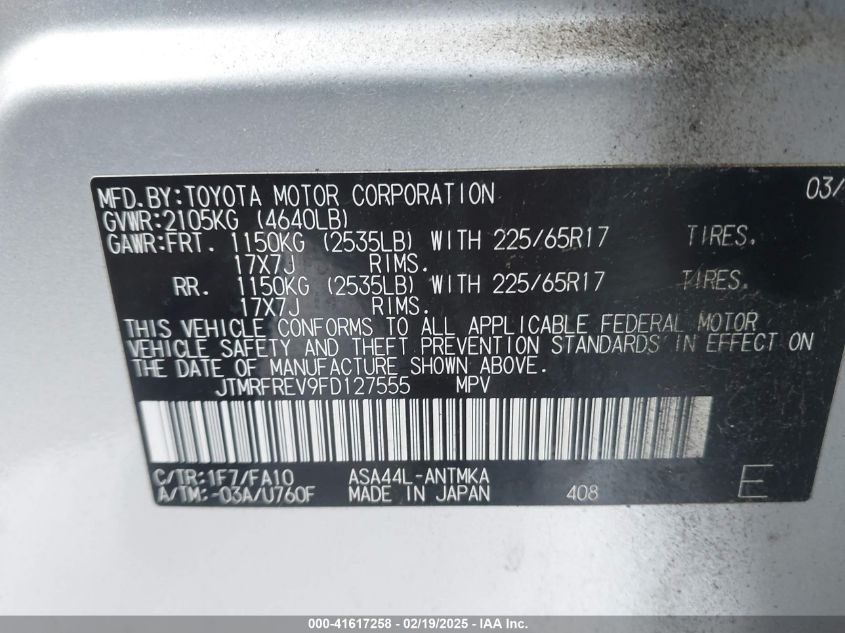 MFD.BY:TOYOTA MOTOR CORPORATION 03/
GVWR:2105KG (4640LB)
GAWR:FRT. 1150KG (2535LB) WITH 225/65R17 TIRES.
17X7J RIMS.
RR. 1150KG (2535LB) WITH 225/65R17 TIRES.
17X7J RIMS.
THIS VEHICLE CONFORMS TO ALL APPLICABLE FEDERAL MOTOR
VEHICLE SAFETY AND THEFT PREVENTION STANDARDS IN EFFECT ON
THE DATE OF MANUFACTURE SHOWN ABOVE.
JTMRFREV9FD127555 MPV
C/TR:1F7/FA10 ASA44L-ANTMKA
A/TM:-03A/U760F MADE IN JAPAN 408 E
000-41617258 - 02/19/2025 - IAA Inc.